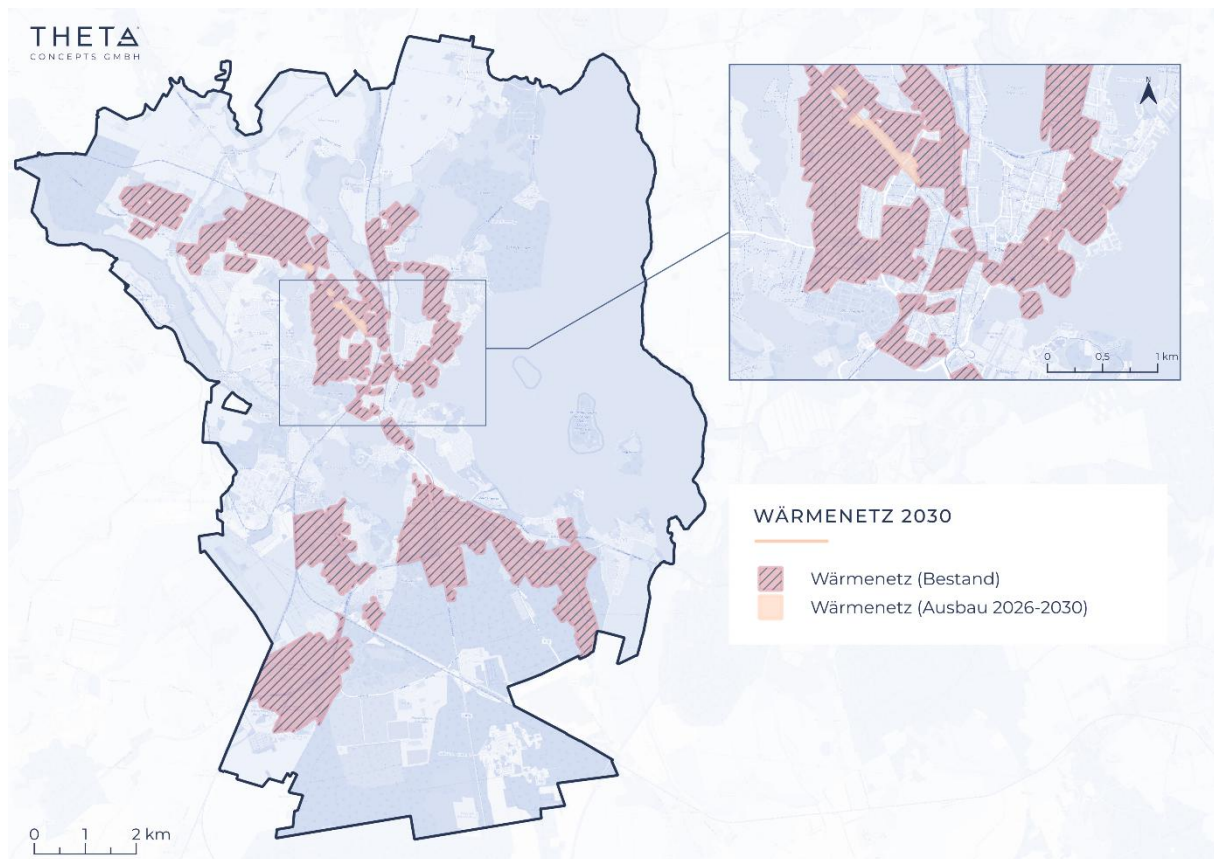 THETA
CONCEPTS GMBH
N
0 0,5 1 km
WÄRMENETZ 2030
Wärmenetz (Bestand)
Wärmenetz (Ausbau 2026-2030)
0 1 2 km